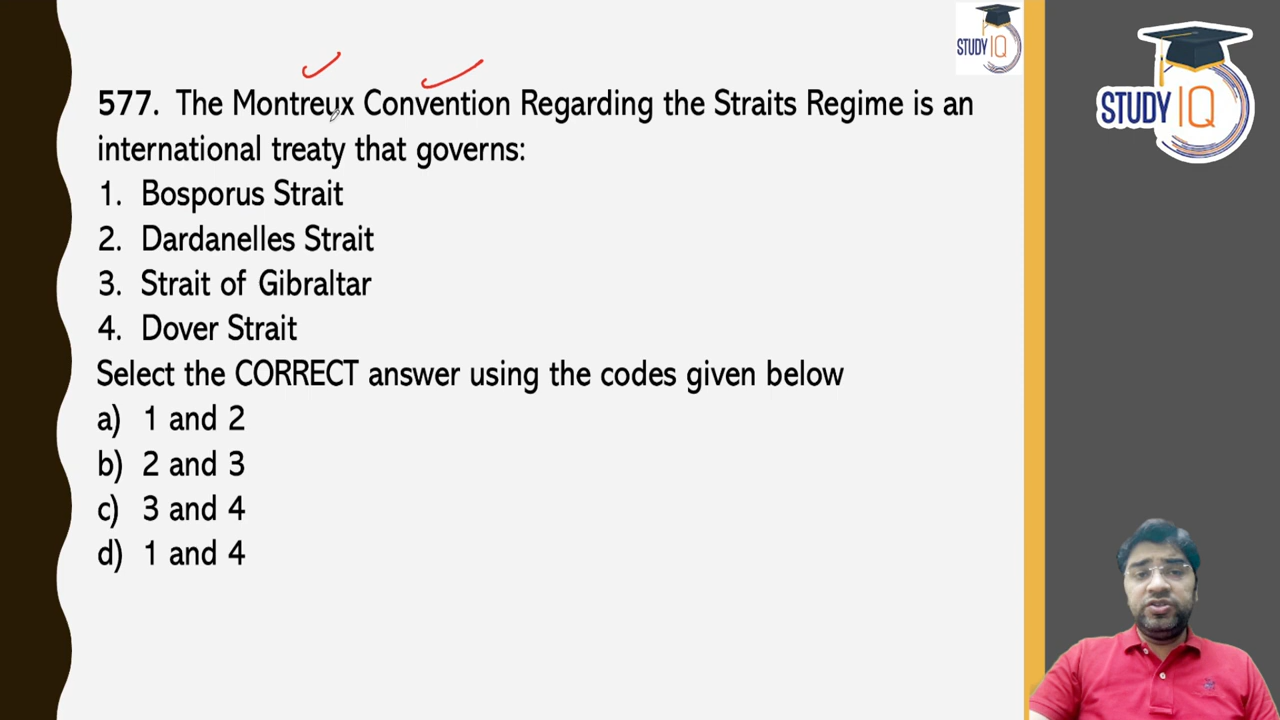 STUDY IQ
STUDY IQ
577. The Montreux Convention Regarding the Straits Regime is an
international treaty that governs:
1. Bosporus Strait
2. Dardanelles Strait
3. Strait of Gibraltar
4. Dover Strait
Select the CORRECT answer using the codes given below
a) 1 and 2
b) 2 and 3
c) 3 and 4
d) 1 and 4